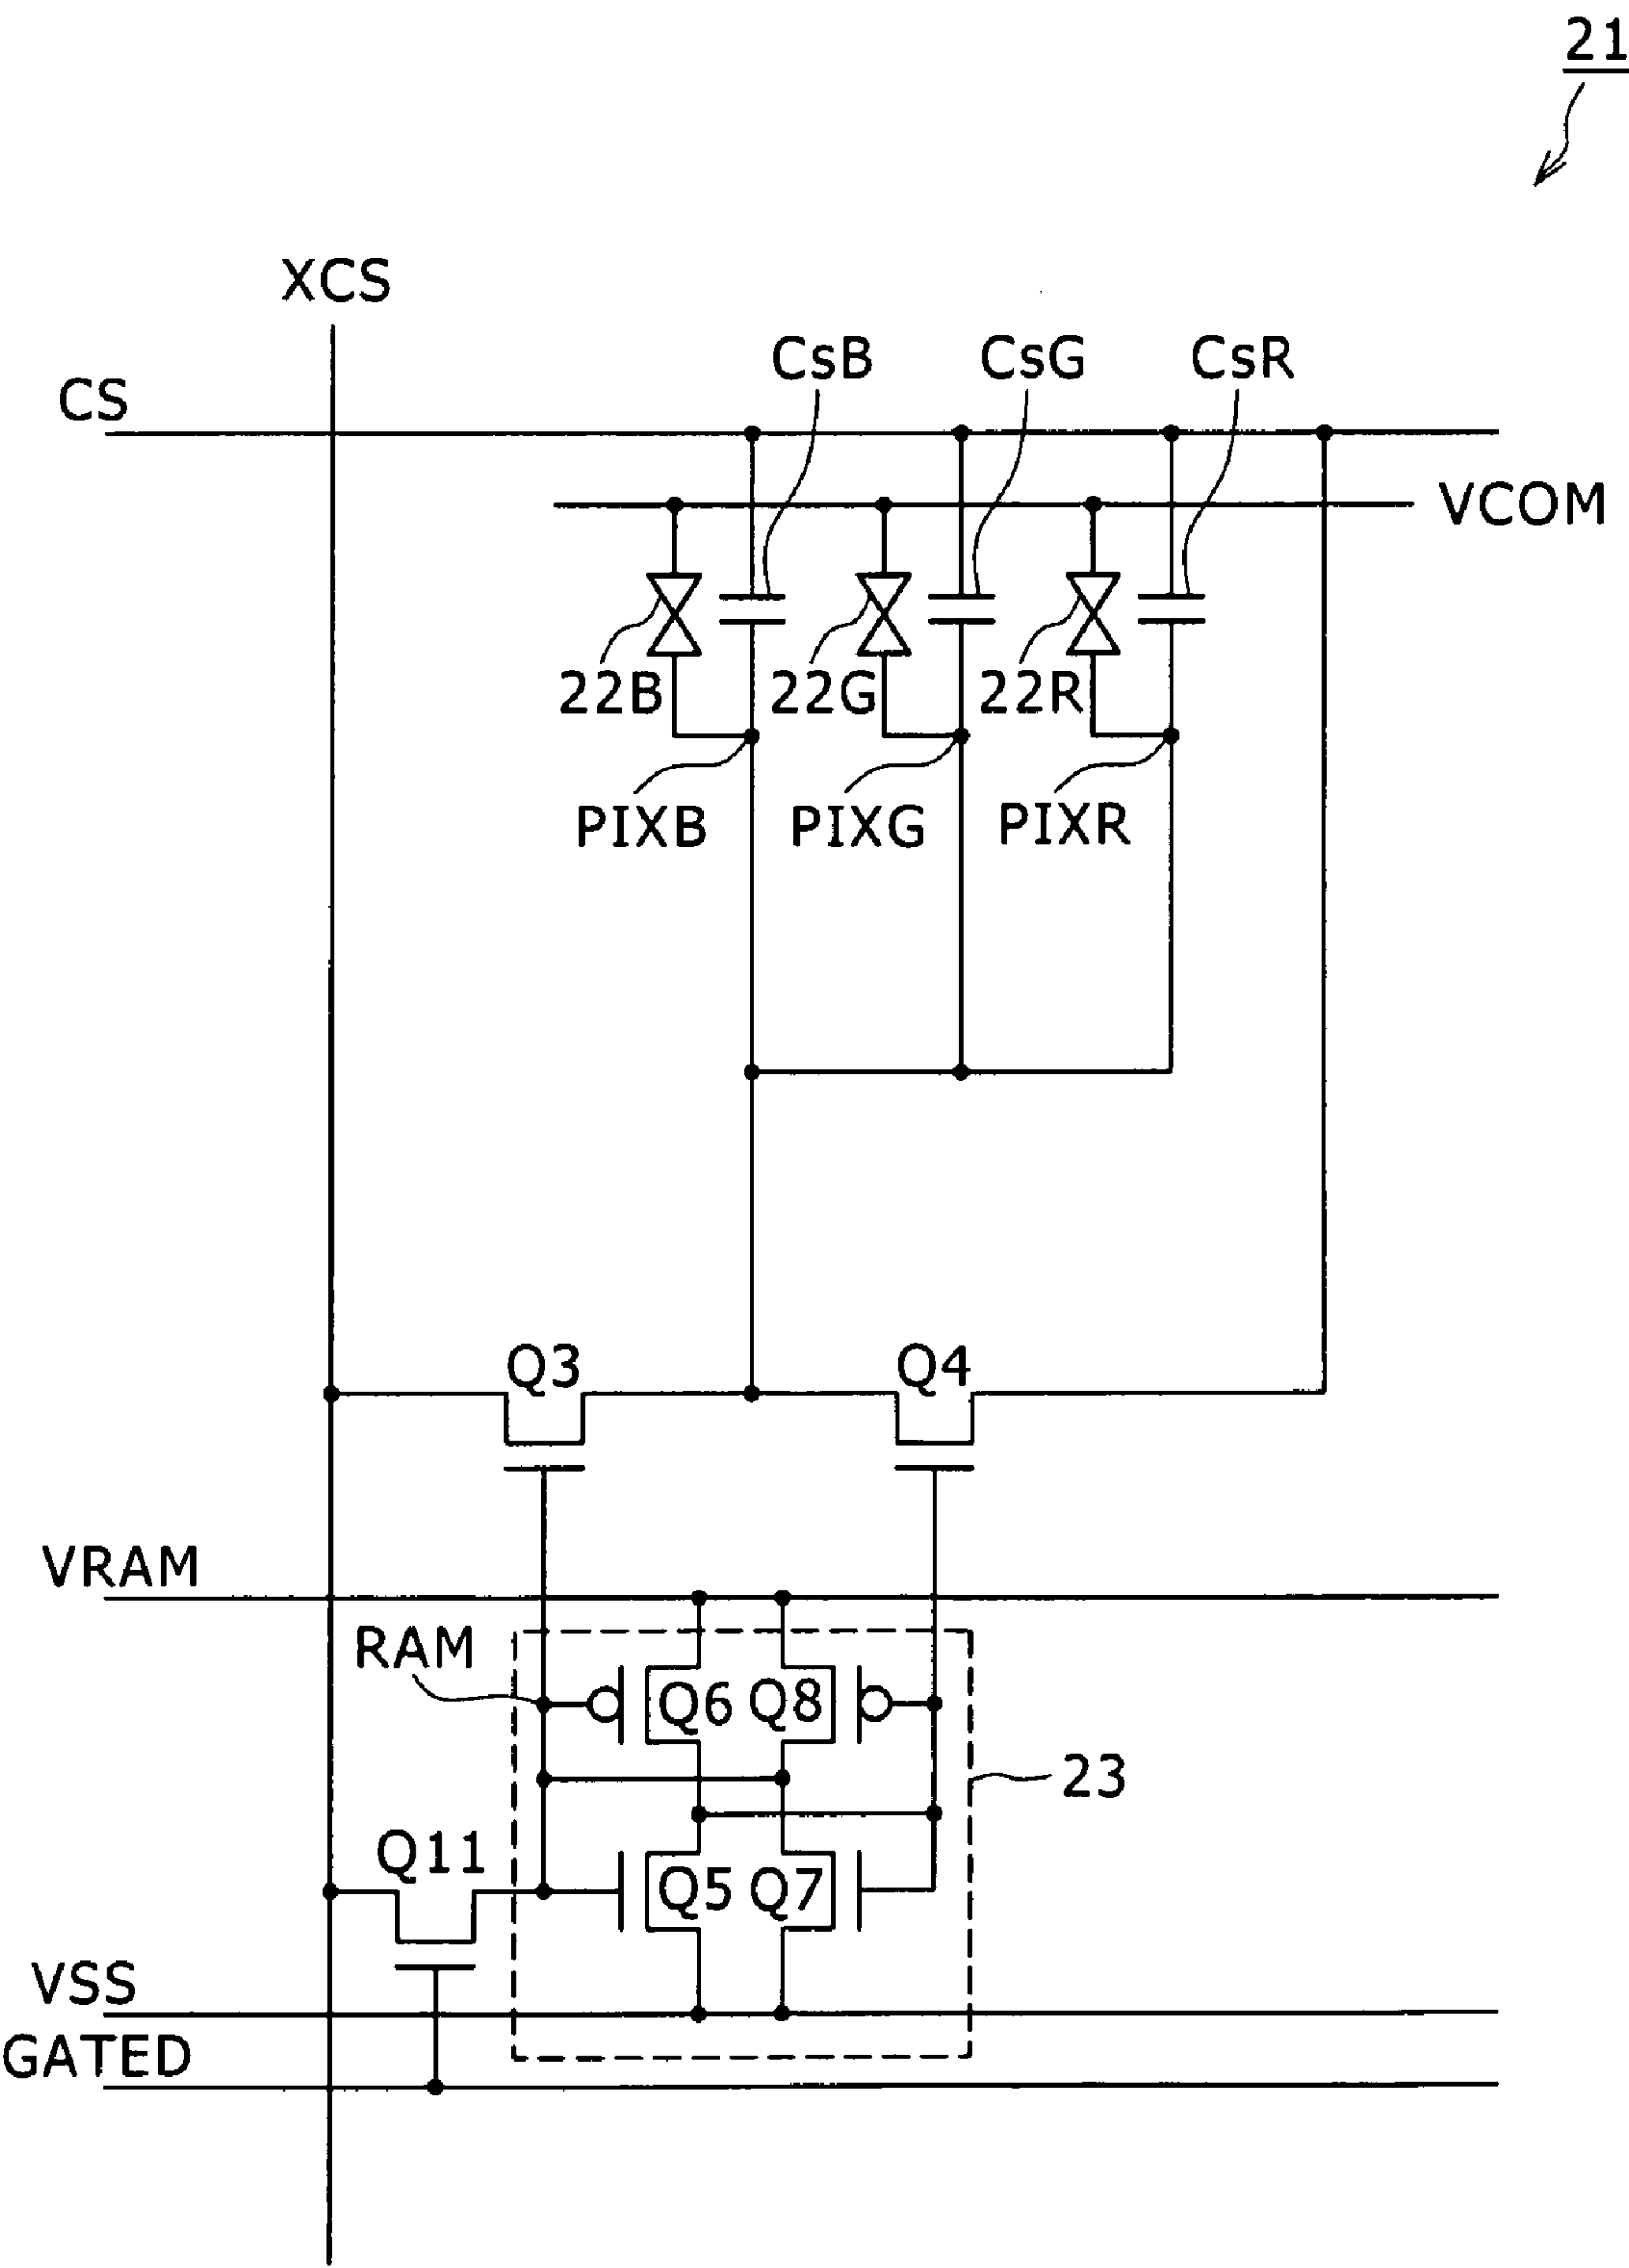 21
XCS
CsB CsG CsR
CS
VCOM
22B 22G 22R
PIXB PIXG PIXR
Q3 Q4
VRAM
RAM
Q6 Q8
23
Q11
Q5 Q7
VSS
GATED